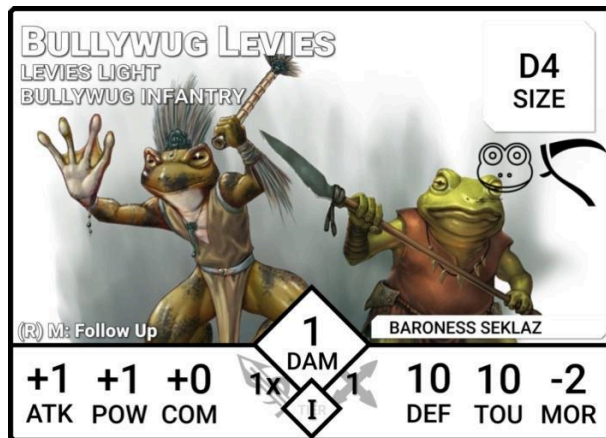 BULLYWUG LEVIES
LEVIES LIGHT
BULLYWUG INFANTRY
D4
SIZE
(R) M: Follow Up
BARONESS SEKLAZ
1
DAM
+1 +1 +0 1x 1 10 10 -2
ATK POW COM TIER DEF TOU MOR
I